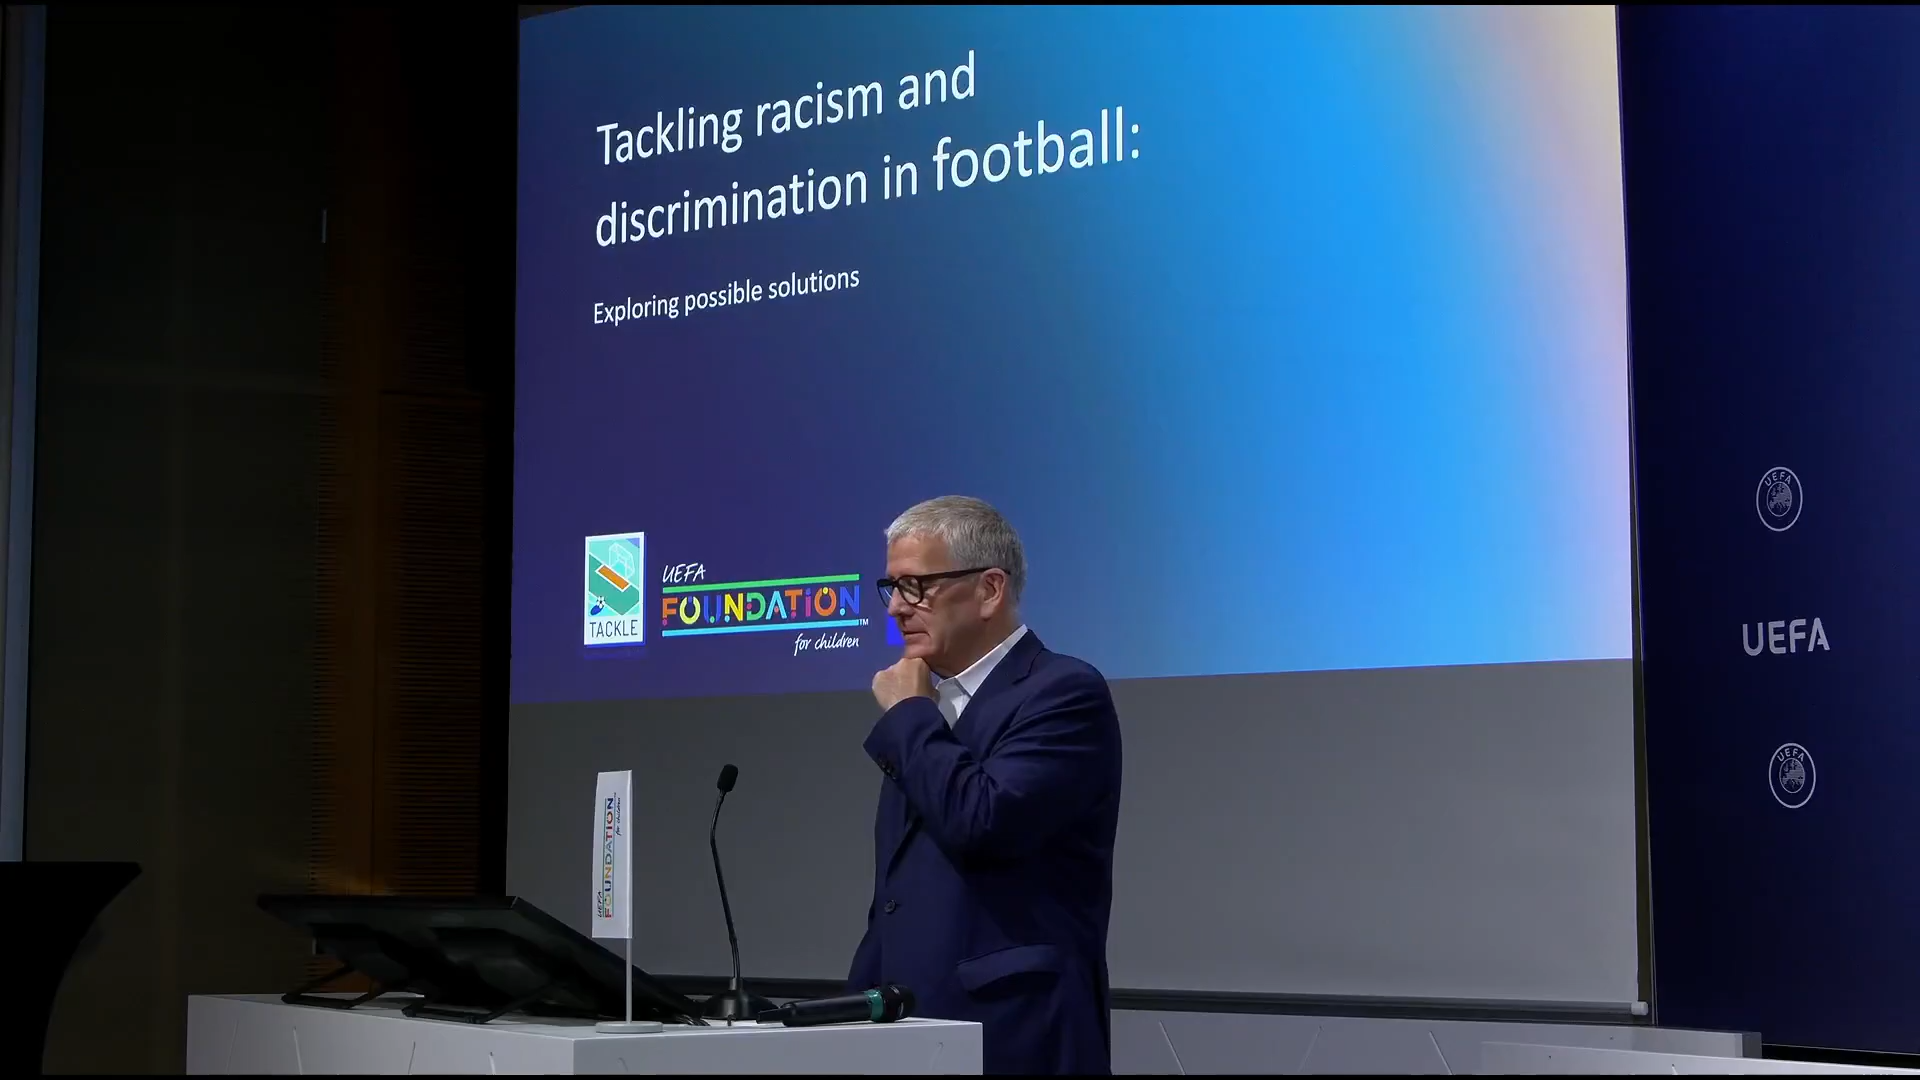 Tackling racism and
discrimination in football:
Exploring possible solutions
TACKLE
UEFA
FOUNDATION™
for children
UEFA
FOUNDATION
for children
UEFA
UEFA
UEFA